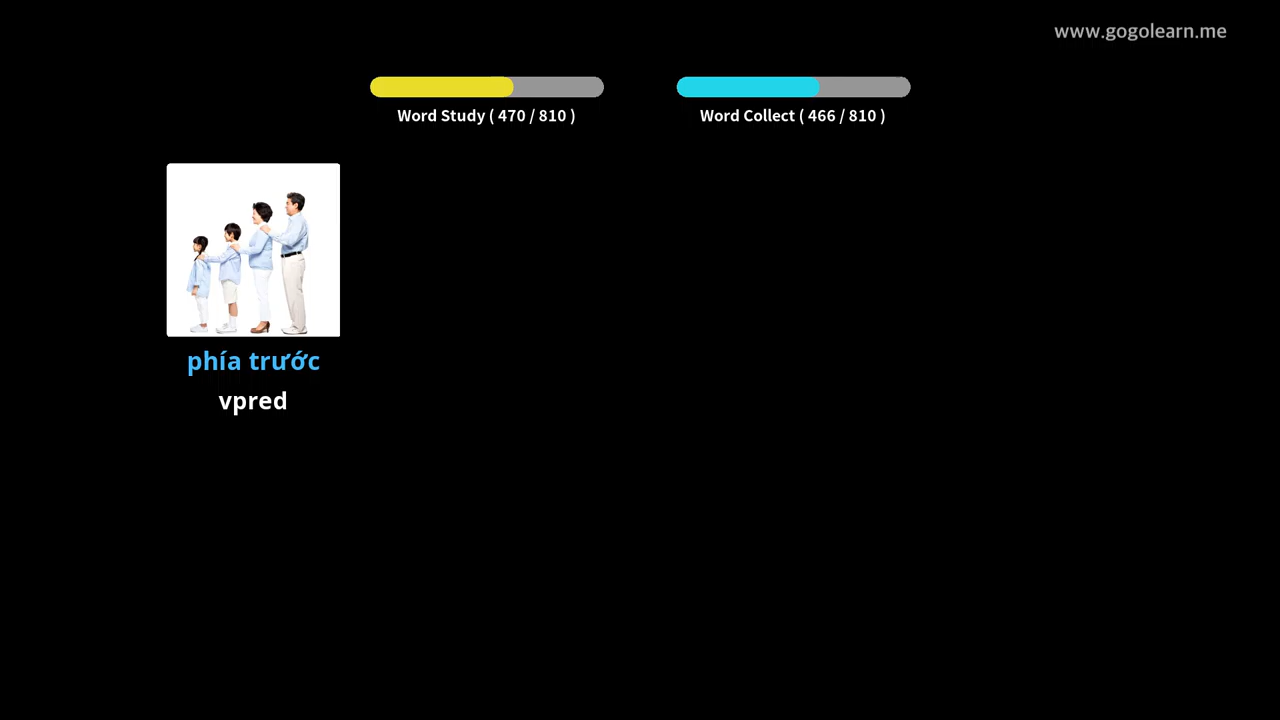 www.gogolearn.me
Word Study ( 470 / 810 )
Word Collect ( 466 / 810 )
phía trước
vpred